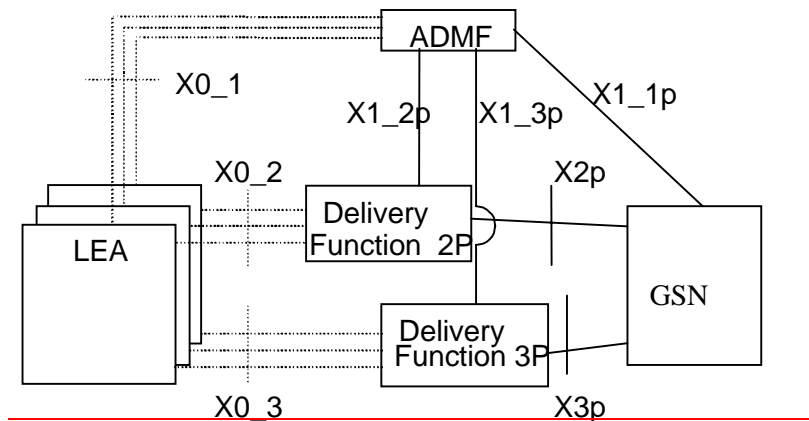 ADMF
X0_1
X1_2p
X1_3p
X1_1p
X0_2
X2p
Delivery
Function 2P
LEA
GSN
Delivery
Function 3P
X0_3
X3p